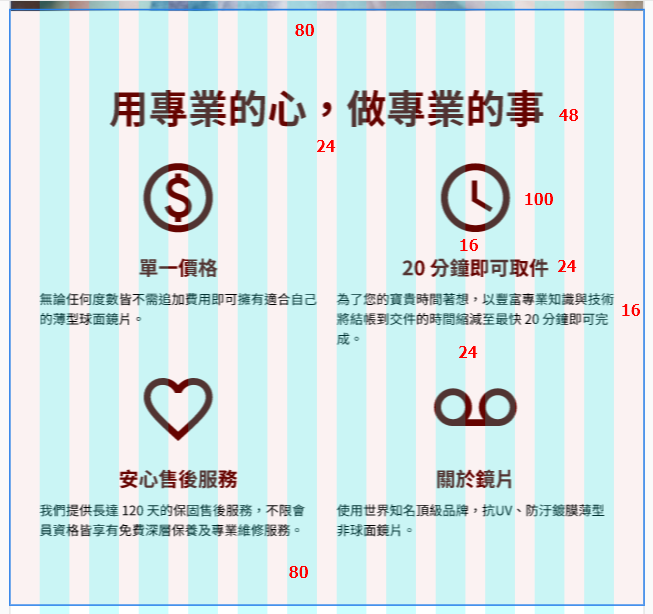 80
用專業的心，做專業的事
48
24
100
16
單一價格
20 分鐘即可取件
24
無論任何度數皆不需追加費用即可擁有適合自己
的薄型球面鏡片。
為了您的寶貴時間著想，以豐富專業知識與技術
將結帳到交件的時間縮減至最快 20 分鐘即可完
成。
16
24
安心售後服務
關於鏡片
我們提供長達 120 天的保固售後服務，不限會
員資格皆享有免費深層保養及專業維修服務。
使用世界知名頂級品牌，抗UV、防汙鍍膜薄型
非球面鏡片。
80